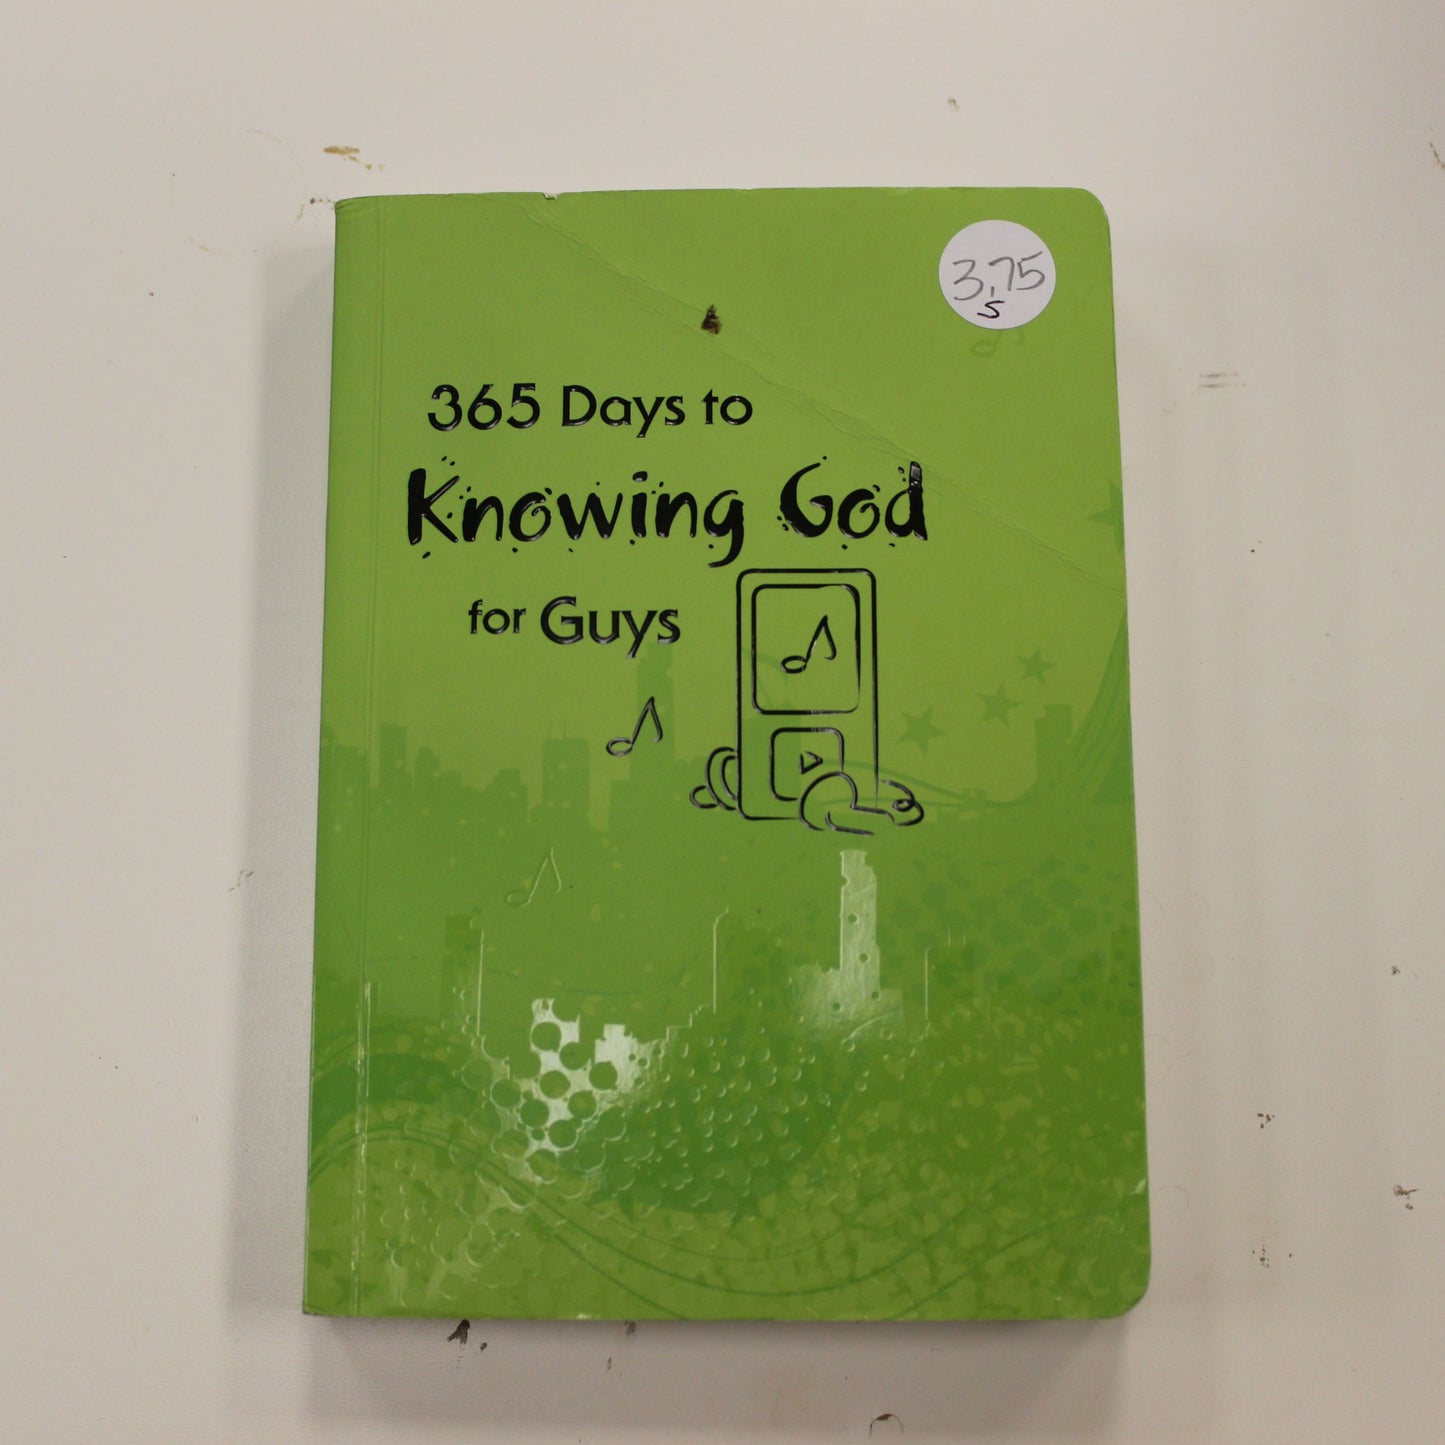 3.75
S
365 Days to
Knowing God
for Guys